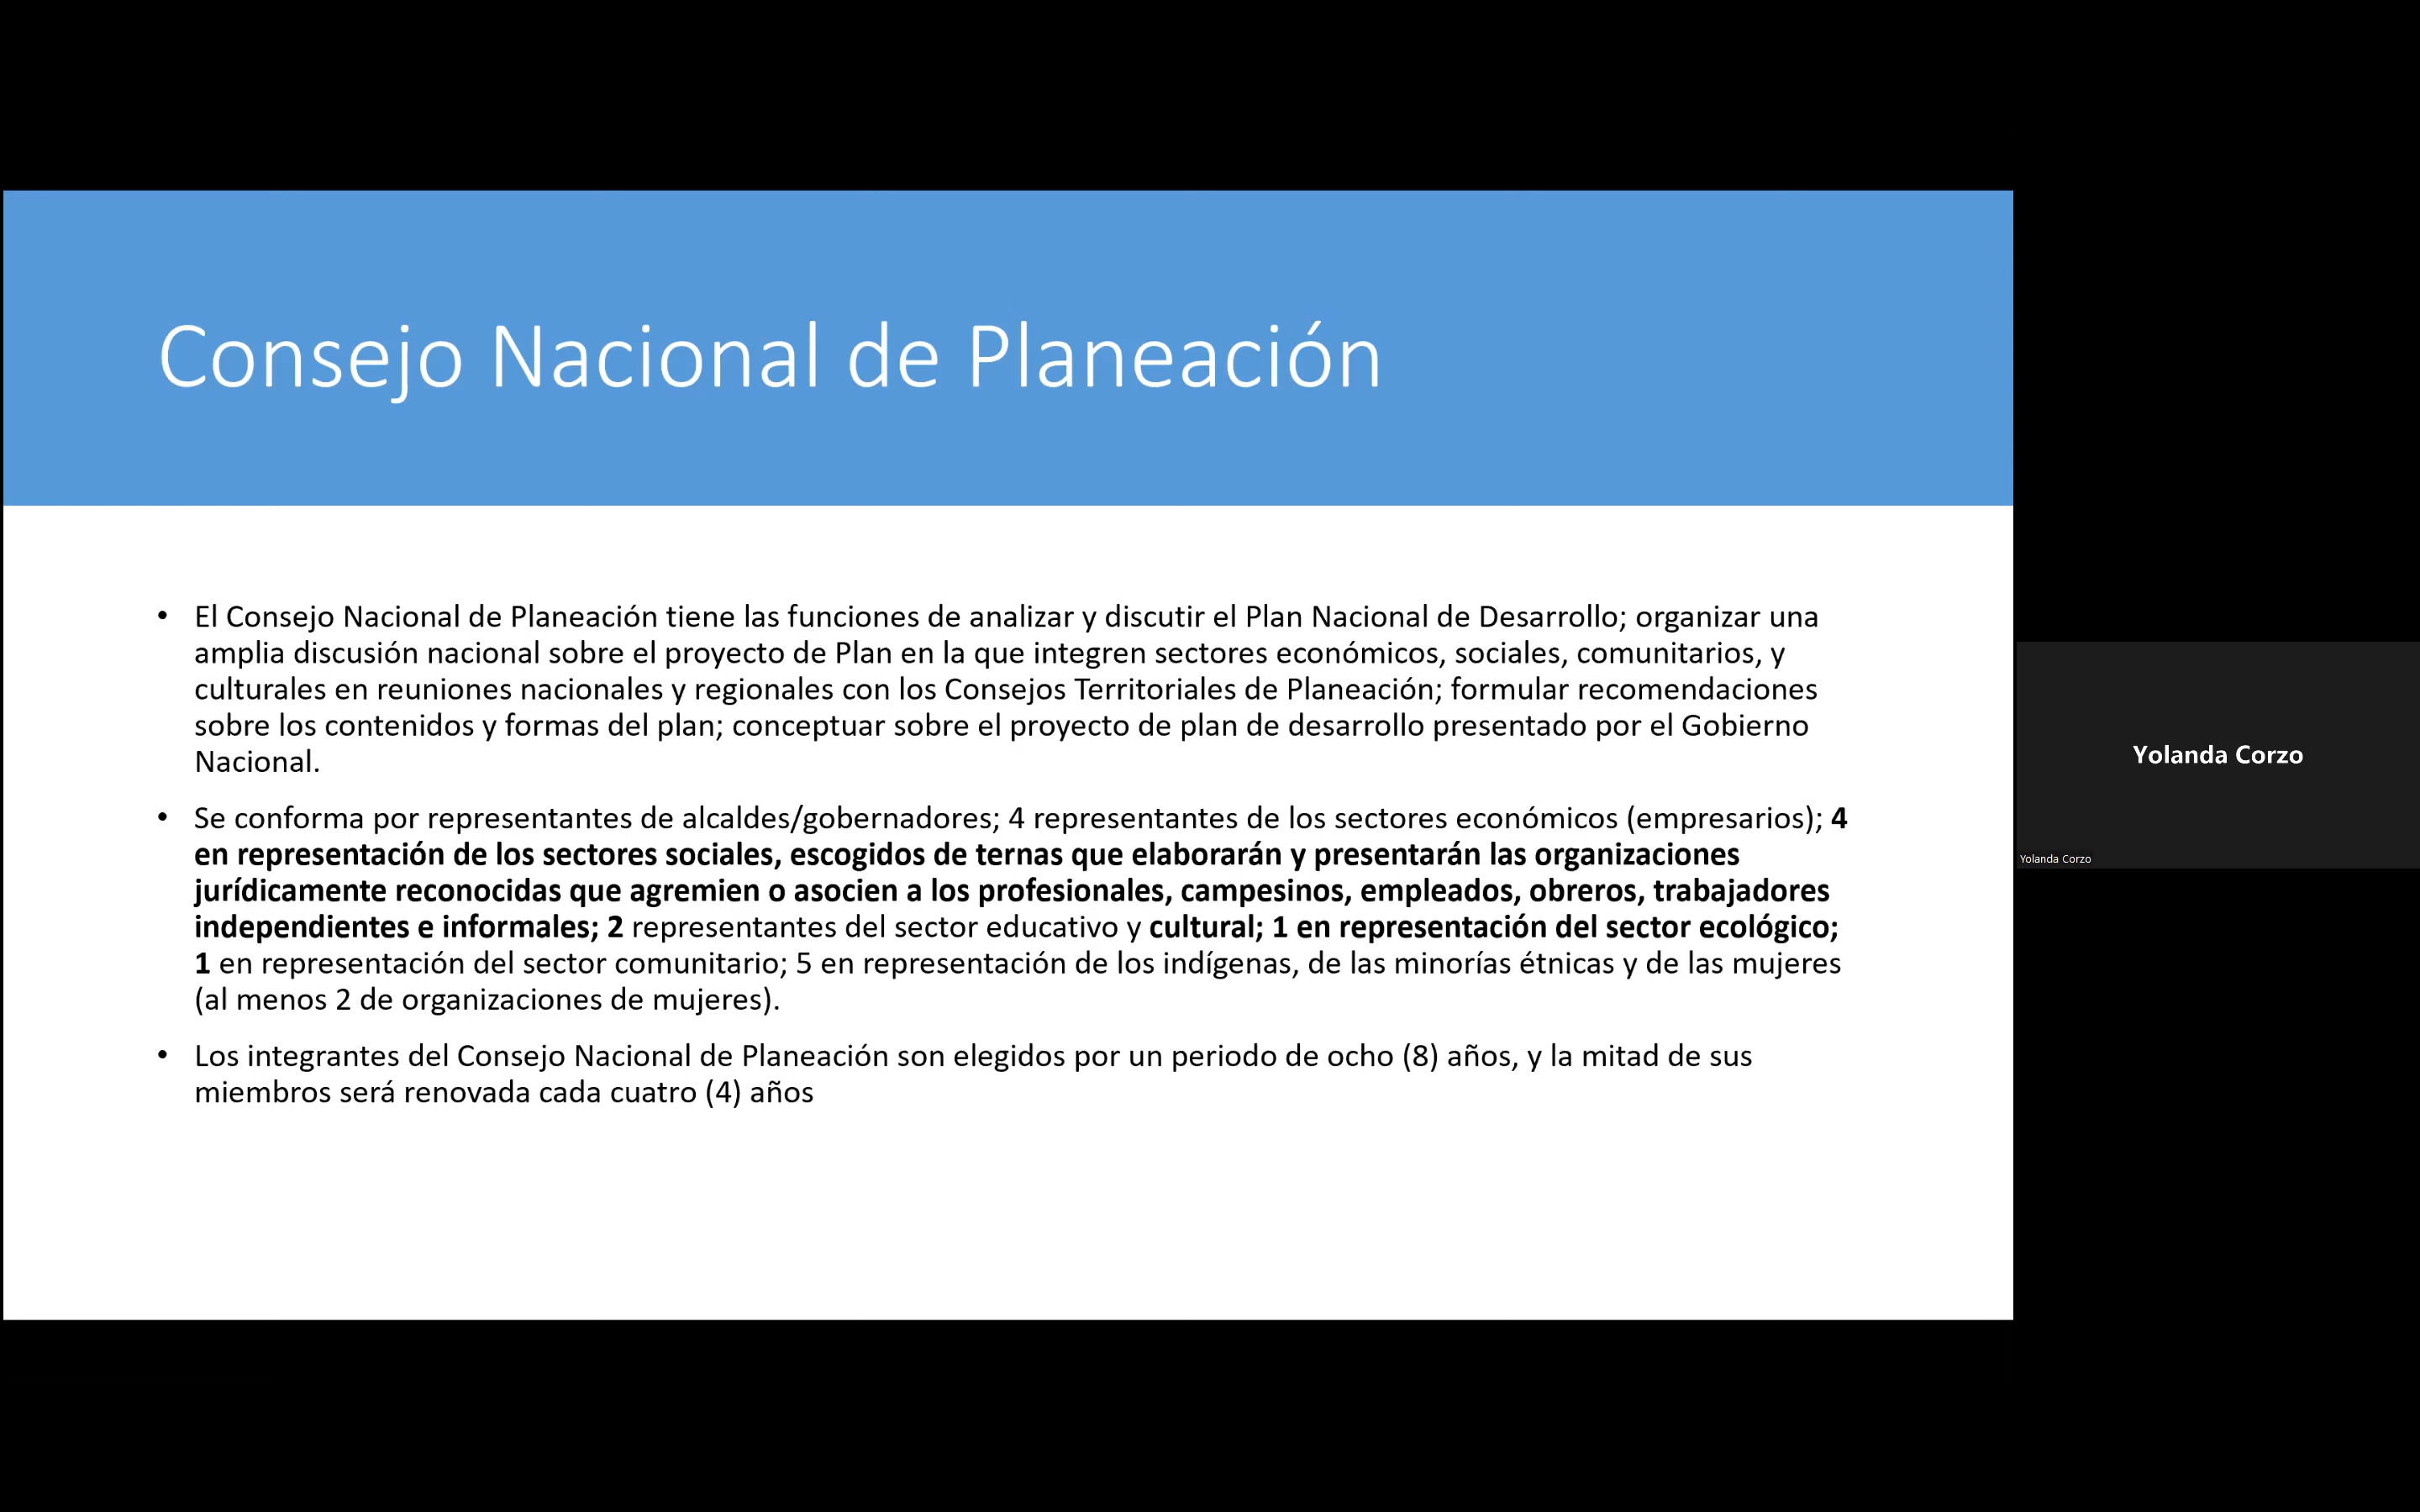 Consejo Nacional de Planeación
• El Consejo Nacional de Planeación tiene las funciones de analizar y discutir el Plan Nacional de Desarrollo; organizar una
amplia discusión nacional sobre el proyecto de Plan en la que integren sectores económicos, sociales, comunitarios, y
culturales en reuniones nacionales y regionales con los Consejos Territoriales de Planeación; formular recomendaciones
sobre los contenidos y formas del plan; conceptuar sobre el proyecto de plan de desarrollo presentado por el Gobierno
Nacional.
• Se conforma por representantes de alcaldes/gobernadores; 4 representantes de los sectores económicos (empresarios); 4
en representación de los sectores sociales, escogidos de ternas que elaborarán y presentarán las organizaciones
jurídicamente reconocidas que agremien o asocien a los profesionales, campesinos, empleados, obreros, trabajadores
independientes e informales; 2 representantes del sector educativo y cultural; 1 en representación del sector ecológico;
1 en representación del sector comunitario; 5 en representación de los indígenas, de las minorías étnicas y de las mujeres
(al menos 2 de organizaciones de mujeres).
• Los integrantes del Consejo Nacional de Planeación son elegidos por un periodo de ocho (8) años, y la mitad de sus
miembros será renovada cada cuatro (4) años
Yolanda Corzo
Yolanda Corzo